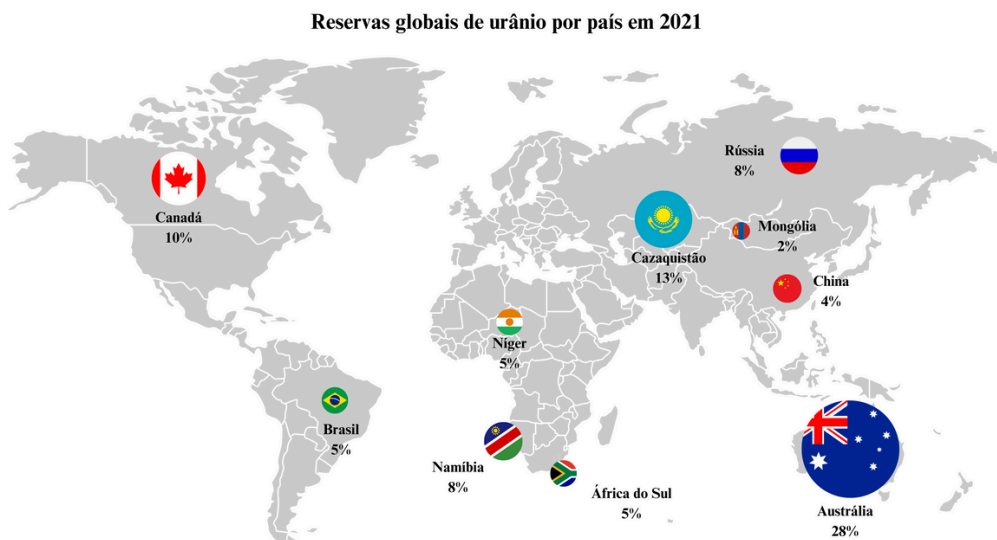 Reservas globais de urânio por país em 2021
Rússia
8%
Canadá
10%
Mongólia
2%
Cazaquistão
13%
China
4%
Níger
5%
Brasil
5%
Namíbia
8%
África do Sul
5%
Austrália
28%